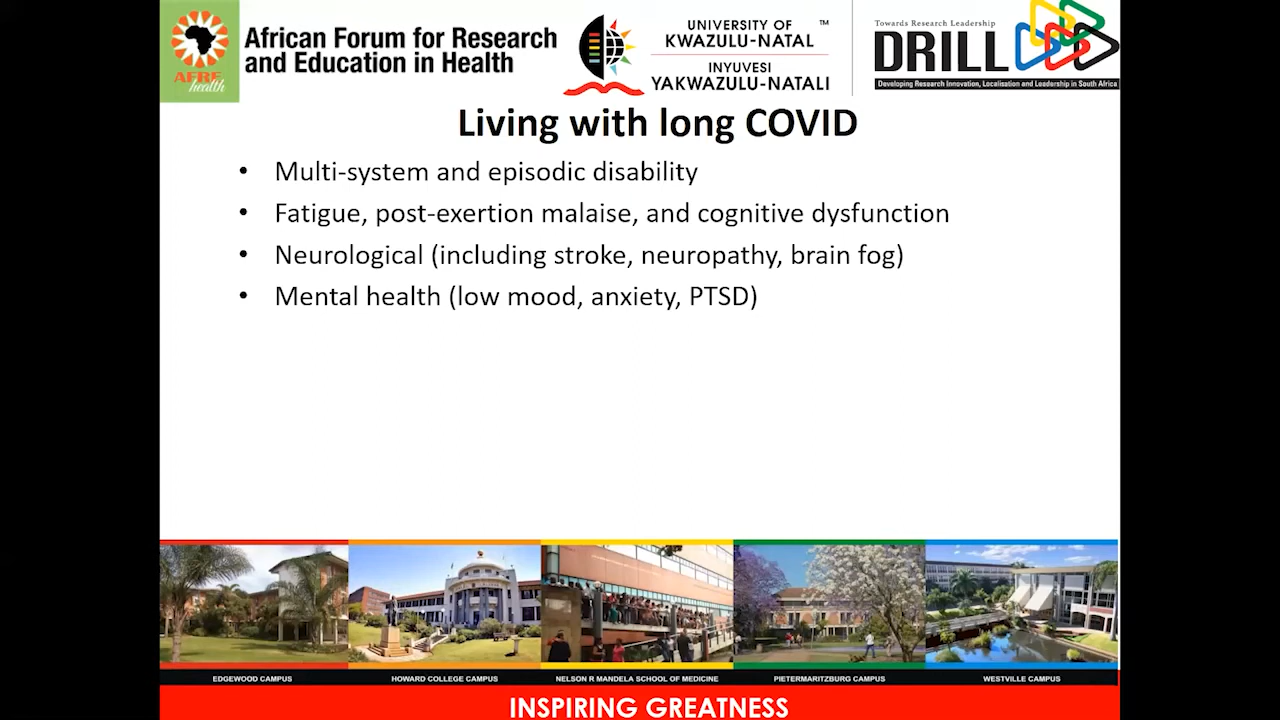 African Forum for Research
and Education in Health
AFRE
health
UNIVERSITY OF ™
KWAZULU-NATAL
INYUVESI
YAKWAZULU-NATALI
Towards Research Leadership
DRILL
Developing Research Innovation, Localisation and Leadership in South Africa
Living with long COVID
• Multi-system and episodic disability
• Fatigue, post-exertion malaise, and cognitive dysfunction
• Neurological (including stroke, neuropathy, brain fog)
• Mental health (low mood, anxiety, PTSD)
EDGEWOOD CAMPUS
HOWARD COLLEGE CAMPUS
NELSON R MANDELA SCHOOL OF MEDICINE
PIETERMARITZBURG CAMPUS
WESTVILLE CAMPUS
INSPIRING GREATNESS